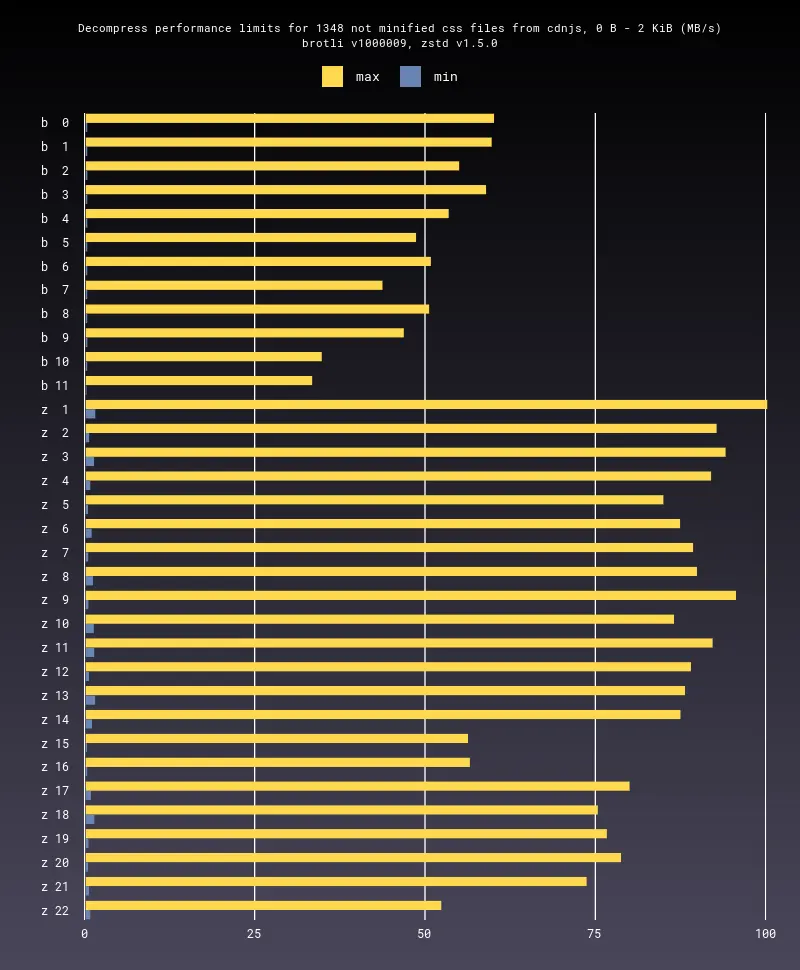 Decompress performance limits for 1348 not minified css files from cdnjs, 0 B - 2 KiB (MB/s)
brotli v1000009, zstd v1.5.0
max min
b 0
b 1
b 2
b 3
b 4
b 5
b 6
b 7
b 8
b 9
b 10
b 11
z 1
z 2
z 3
z 4
z 5
z 6
z 7
z 8
z 9
z 10
z 11
z 12
z 13
z 14
z 15
z 16
z 17
z 18
z 19
z 20
z 21
z 22
0 25 50 75 100